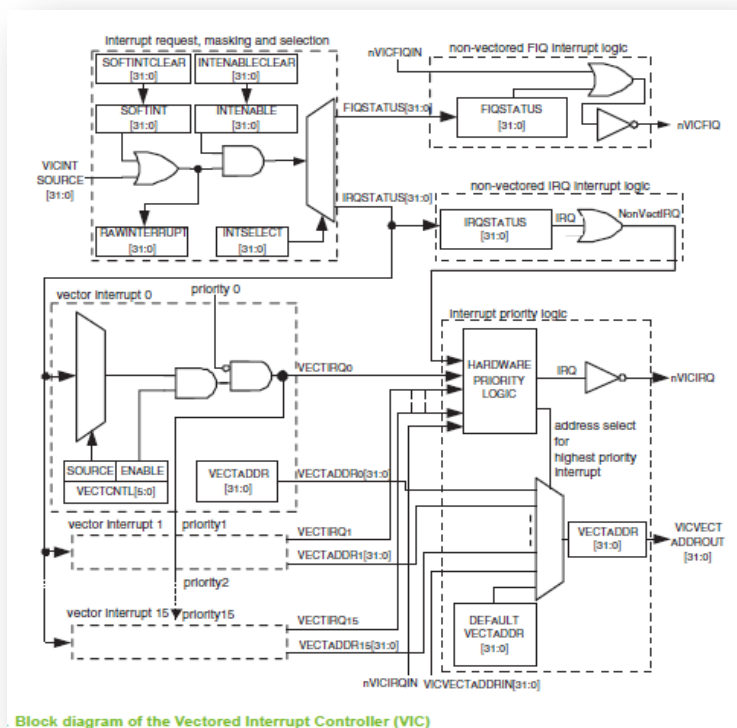 Interrupt request, masking and selection
SOFTINTCLEAR
[31:0]
INTENABLECLEAR
[31:0]
SOFTINT
[31:0]
INTENABLE
[31:0]
VICINT
SOURCE
[31:0]
RAWINTERRUPT
[31:0]
INTSELECT
[31:0]
FIQSTATUS[31:0]
IRQSTATUS[31:0]
nVICFIQIN
non-vectored FIQ Interrupt logic
FIQSTATUS
[31:0]
nVICFIQ
non-vectored IRQ interrupt logic
IRQSTATUS
[31:0]
IRQ
NonVectIRQ
vector Interrupt 0
priority 0
SOURCE
ENABLE
VECTCNTL[5:0]
VECTADDR
[31:0]
VECTIRQ0
VECTADDR0[31:0]
vector Interrupt 1
priority1
VECTIRQ1
VECTADDR1[31:0]
priority2
vector Interrupt 15
priority15
VECTIRQ15
VECTADDR15[31:0]
Interrupt priority logic
HARDWARE
PRIORITY
LOGIC
IRQ
nVICIRQ
address select
for
highest priority
Interrupt
VECTADDR
[31:0]
VICVECT
ADDROUT
[31:0]
DEFAULT
VECTADDR
[31:0]
nVICIRQIN
VICVECTADDRIN[31:0]
. Block diagram of the Vectored Interrupt Controller (VIC)